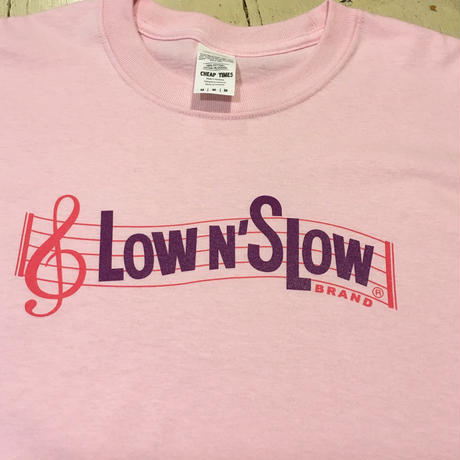 CHEAP TIMES
M | M | M
LOW N' SLOW
BRAND ®